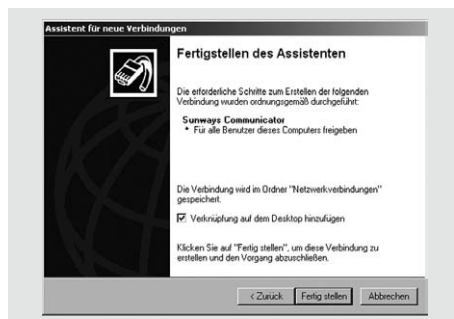 Assistent für neue Verbindungen
Fertigstellen des Assistenten
Die erforderliche Schritte zum Erstellen der folgenden
Verbindung wurden ordnungsgemäß durchgeführt:
Sunways Communicator
• Für alle Benutzer dieses Computers freigeben
Die Verbindung wird im Ordner "Netzwerkverbindungen"
gespeichert.
Verknüpfung auf dem Desktop hinzufügen
Klicken Sie auf "Fertig stellen", um diese Verbindung zu
erstellen und den Vorgang abzuschließen.
< Zurück Fertig stellen Abbrechen